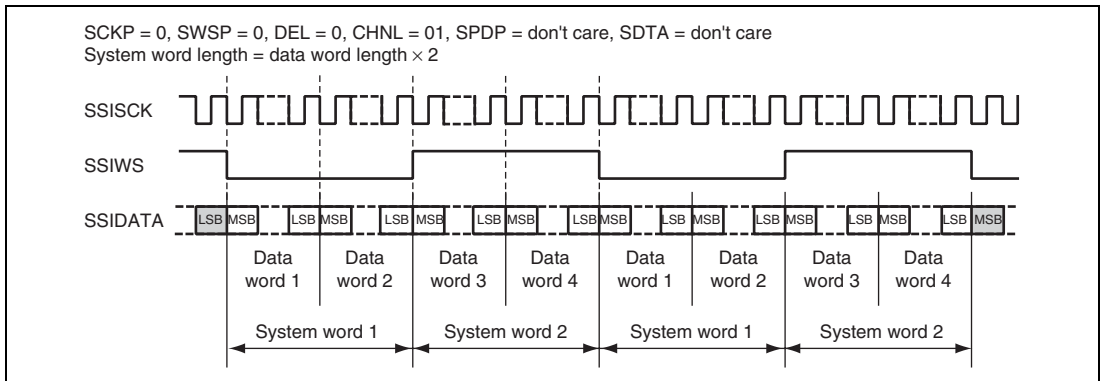 SCKP = 0, SWSP = 0, DEL = 0, CHNL = 01, SPDP = don't care, SDTA = don't care
System word length = data word length × 2
SSISCK
SSIWS
SSIDATA
LSB MSB LSB MSB LSB MSB LSB MSB LSB MSB LSB MSB LSB MSB LSB MSB LSB MSB
Data word 1 Data word 2 Data word 3 Data word 4 Data word 1 Data word 2 Data word 3 Data word 4
System word 1 System word 2 System word 1 System word 2